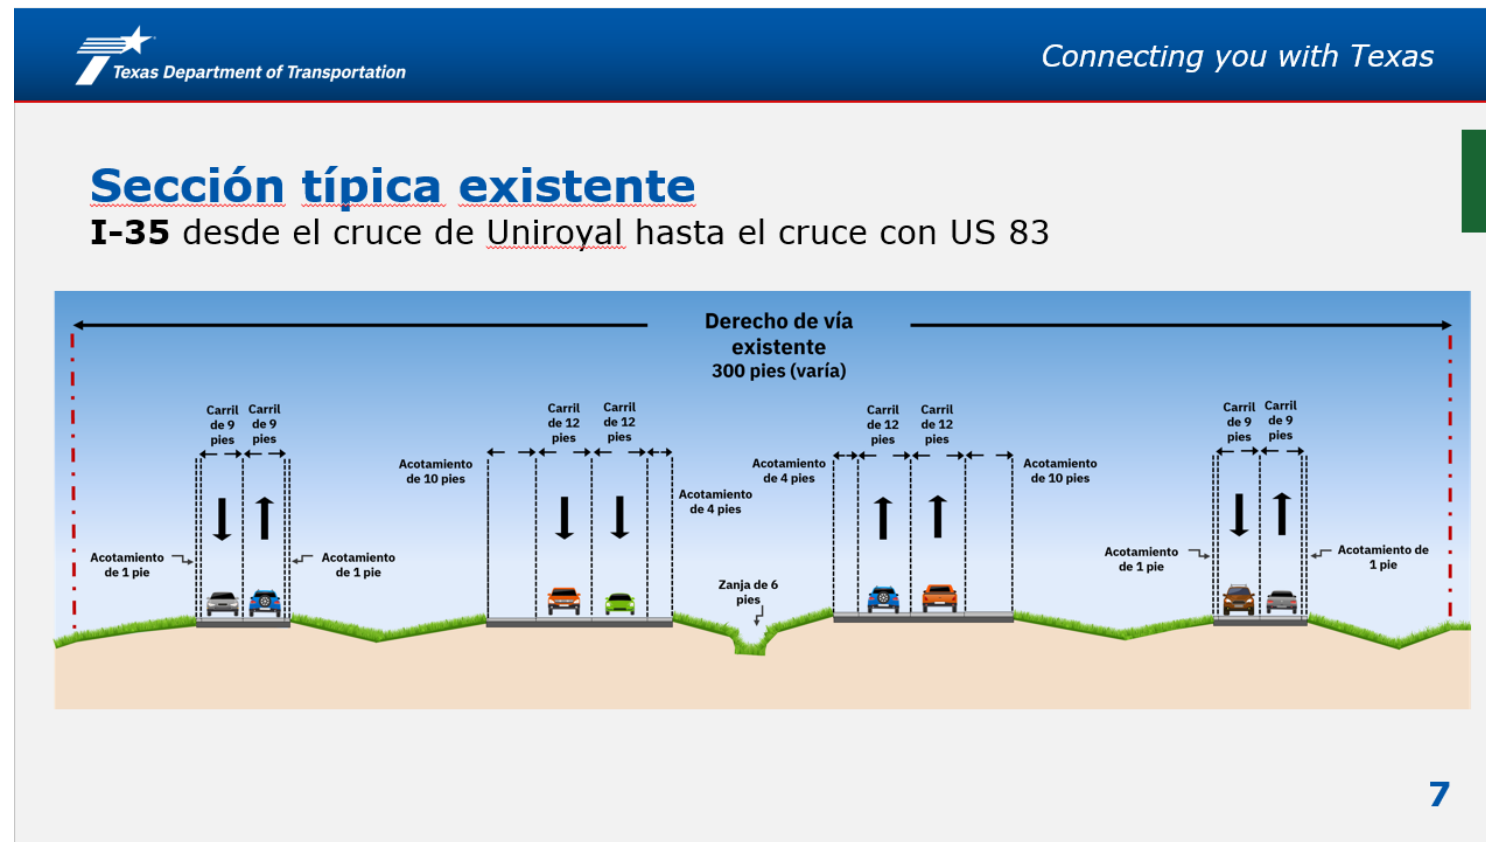 Texas Department of Transportation
Connecting you with Texas
Sección típica existente
I-35 desde el cruce de Uniroyal hasta el cruce con US 83
Derecho de vía
existente
300 pies (varía)
Carril
de 9
pies
Carril
de 9
pies
Acotamiento
de 1 pie
Acotamiento
de 1 pie
Acotamiento
de 10 pies
Carril
de 12
pies
Carril
de 12
pies
Acotamiento
de 4 pies
Zanja de 6
pies
Acotamiento
de 4 pies
Carril
de 12
pies
Carril
de 12
pies
Acotamiento
de 10 pies
Acotamiento
de 1 pie
Carril
de 9
pies
Carril
de 9
pies
Acotamiento de
1 pie
7